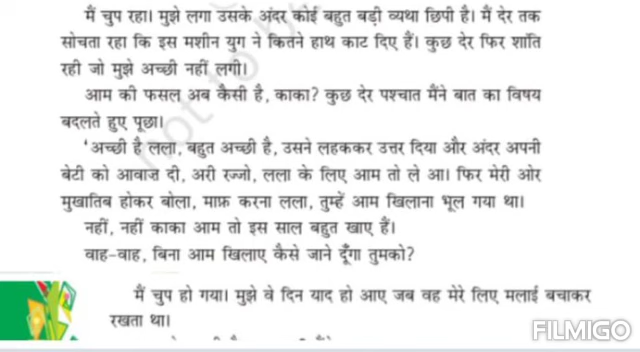 मैं चुप रहा। मुझे लगा उसके अंदर कोई बहुत बड़ी व्यथा छिपी है। मैं देर तक
सोचता रहा कि इस मशीन युग ने कितने हाथ काट दिए हैं। कुछ देर फिर शांति
रही जो मुझे अच्छी नहीं लगी।
आम की फसल अब कैसी है, काका? कुछ देर पश्चात मैंने बात का विषय
बदलते हुए पूछा।
'अच्छी है लला, बहुत अच्छी है, उसने लहककर उत्तर दिया और अंदर अपनी
बेटी को आवाज दी, अरी रज्जो, लला के लिए आम तो ले आ। फिर मेरी ओर
मुखातिब होकर बोला, माफ़ करना लला, तुम्हें आम खिलाना भूल गया था।
नहीं, नहीं काका आम तो इस साल बहुत खाए हैं।
वाह-वाह, बिना आम खिलाए कैसे जाने दूँगा तुमको?
मैं चुप हो गया। मुझे वे दिन याद हो आए जब वह मेरे लिए मलाई बचाकर
रखता था।
FILMIGO